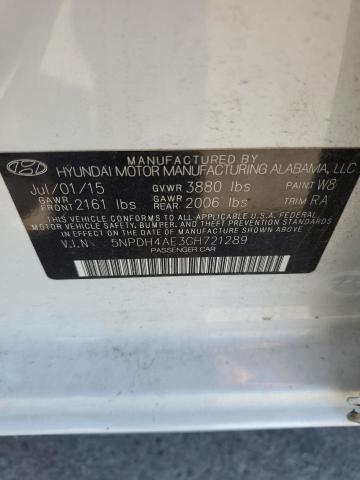 MANUFACTURED BY
HYUNDAI MOTOR MANUFACTURING ALABAMA, LLC
Jul/01/15 GVWR 3880 lbs PAINT W8
GAWR FRONT 2161 lbs GAWR REAR 2006 lbs TRIM RA
THIS VEHICLE CONFORMS TO ALL APPLICABLE U.S.A. FEDERAL
MOTOR VEHICLE SAFETY, BUMPER, AND THEFT PREVENTION STANDARDS
IN EFFECT ON THE DATE OF MANUFACTURE SHOWN ABOVE.
V.I.N 5NPDH4AE3GH721289
PASSENGER CAR